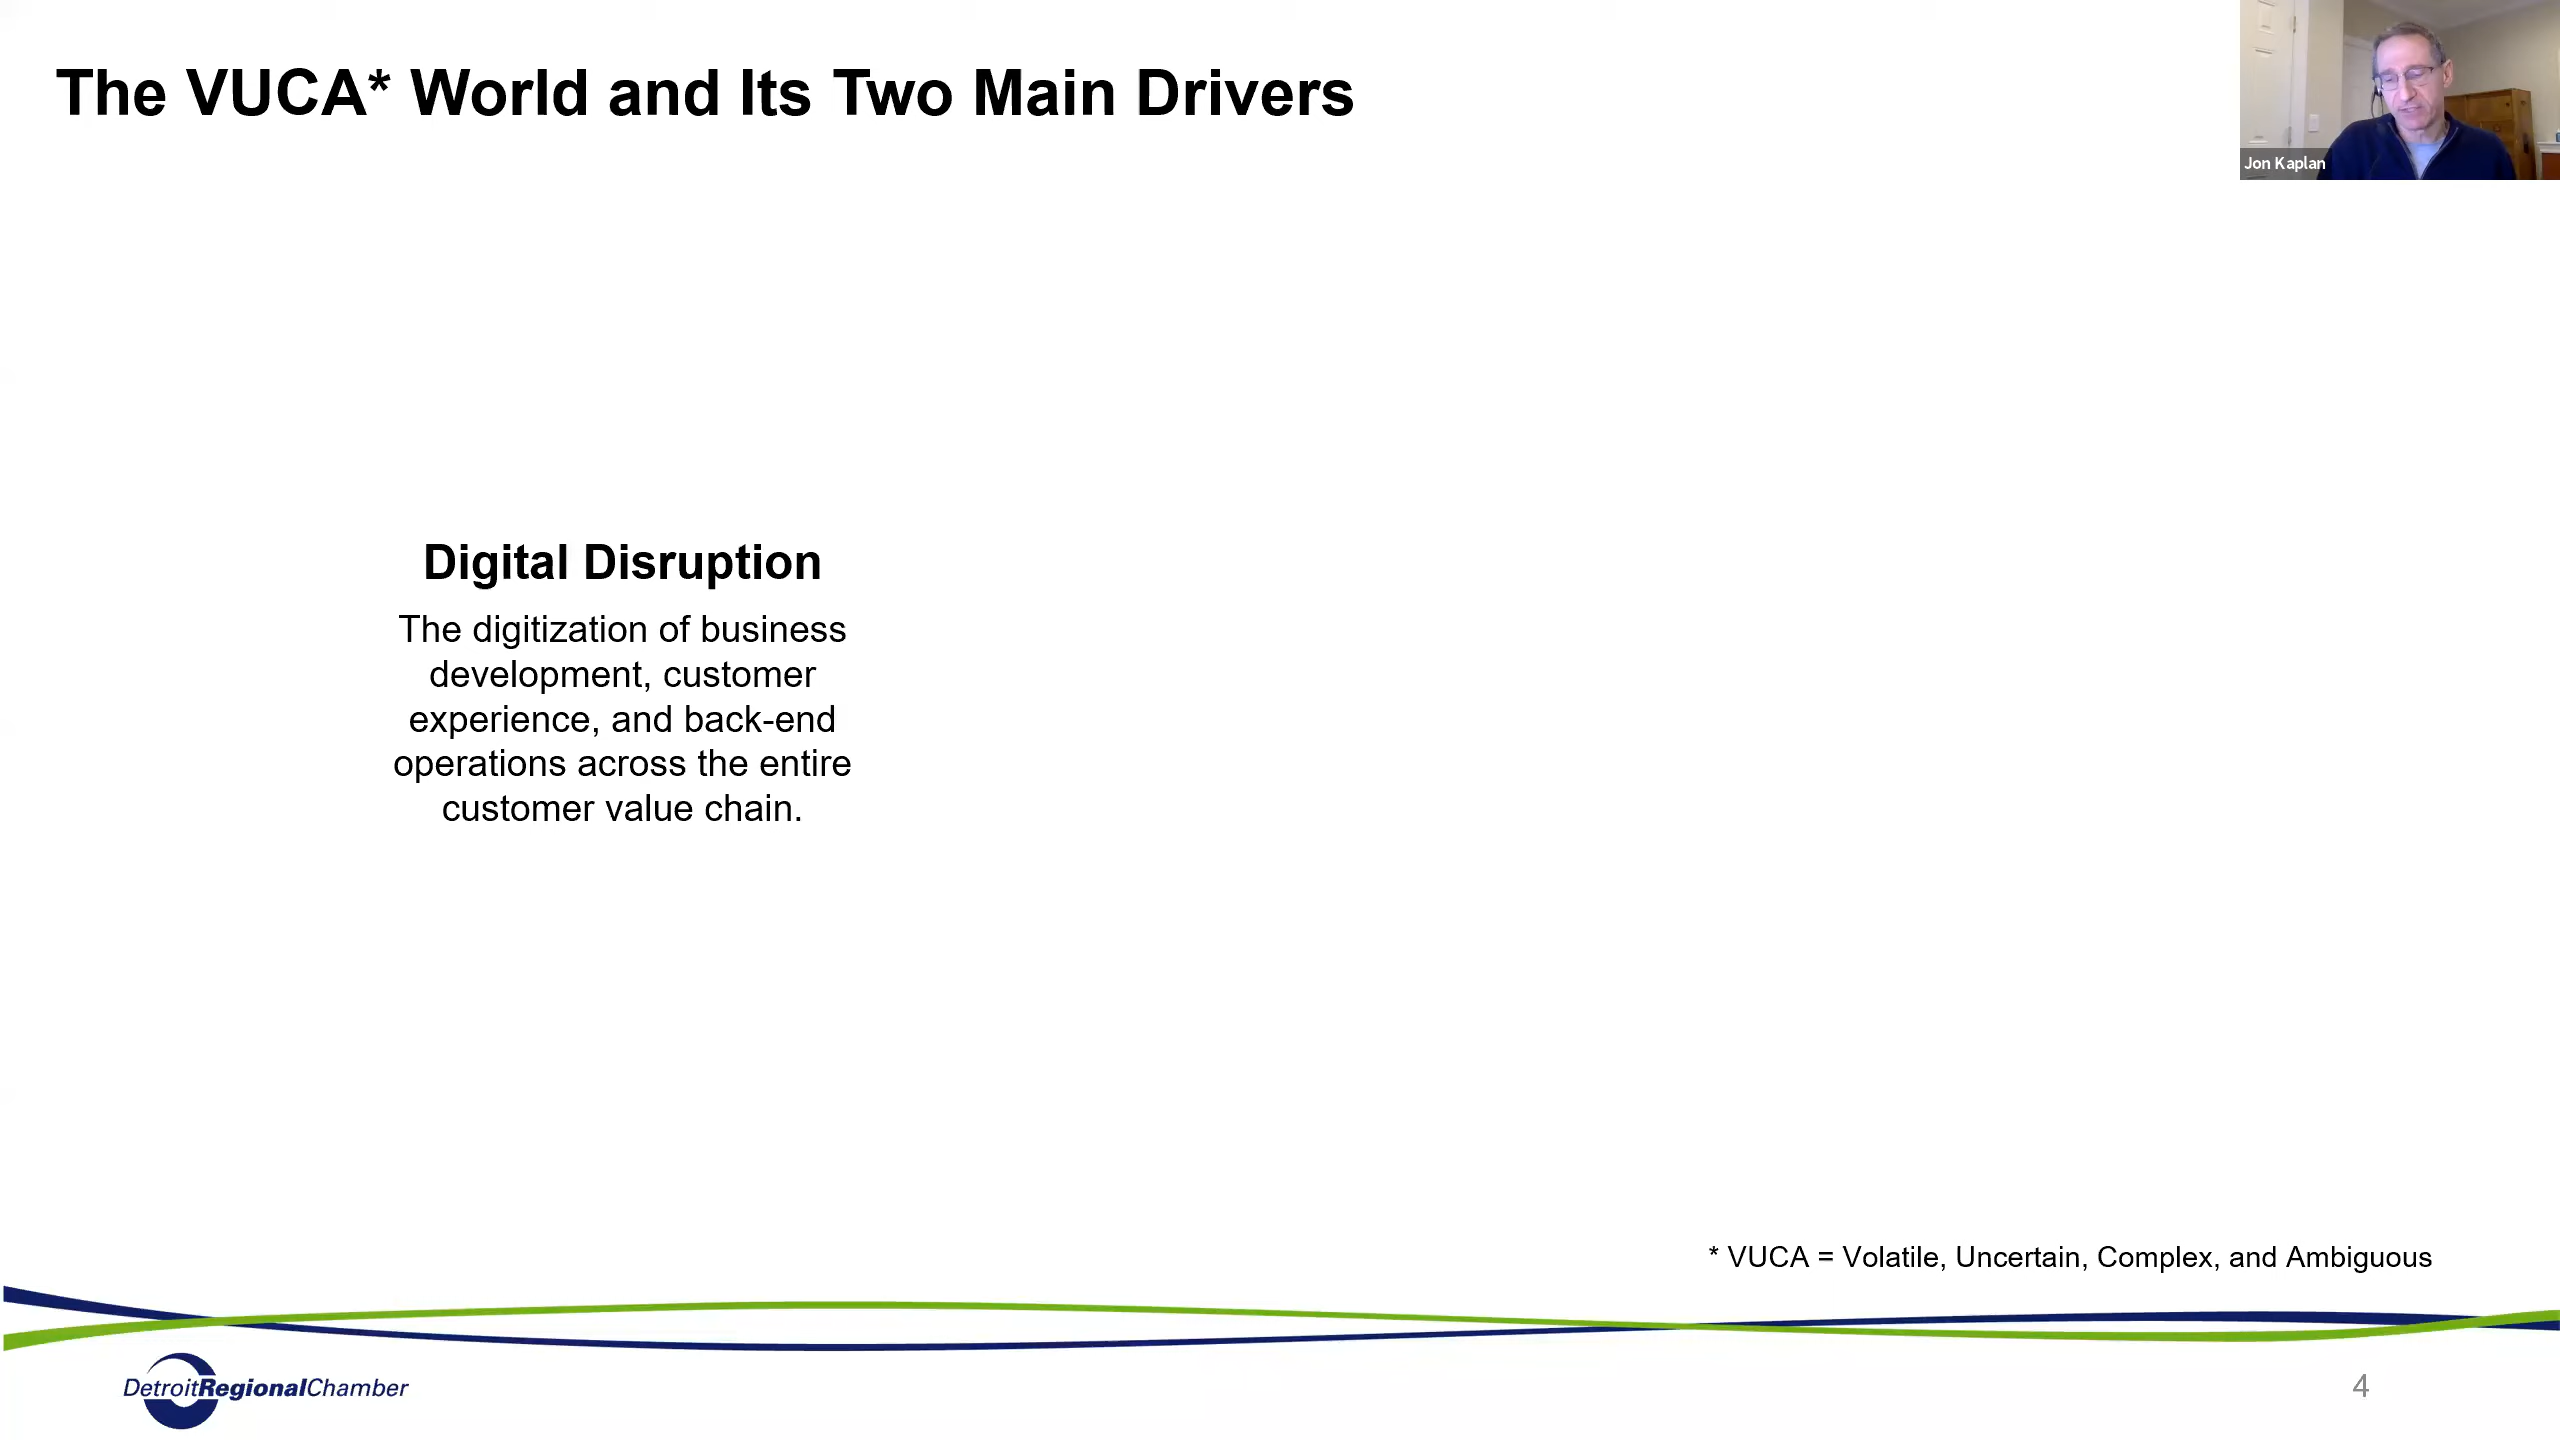 The VUCA* World and Its Two Main Drivers
Jon Kaplan
Digital Disruption
The digitization of business
development, customer
experience, and back-end
operations across the entire
customer value chain.
* VUCA = Volatile, Uncertain, Complex, and Ambiguous
DetroitRegionalChamber
4